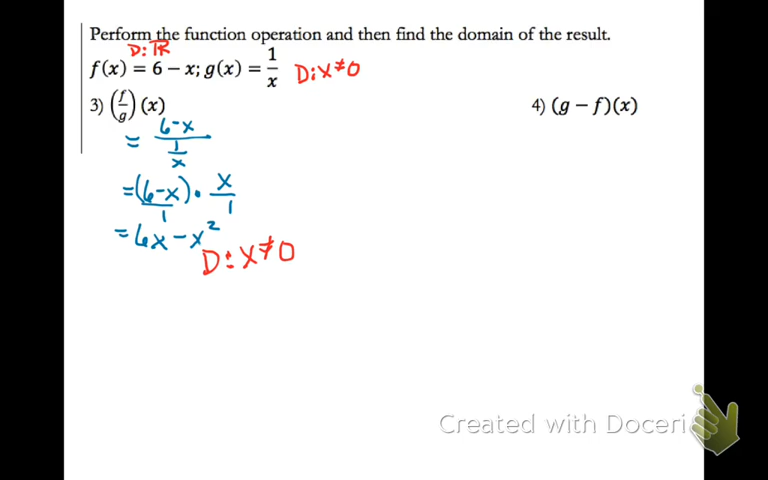 Perform the function operation and then find the domain of the result.
D: ℝ
f(x) = 6 − x; g(x) = 1/x D: x ≠ 0
3) (f/g)(x)
= (6-x)/(1/x)
= (6-x)/1 · x/1
= 6x - x²
D: x ≠ 0
4) (g − f)(x)
Created with Doceri